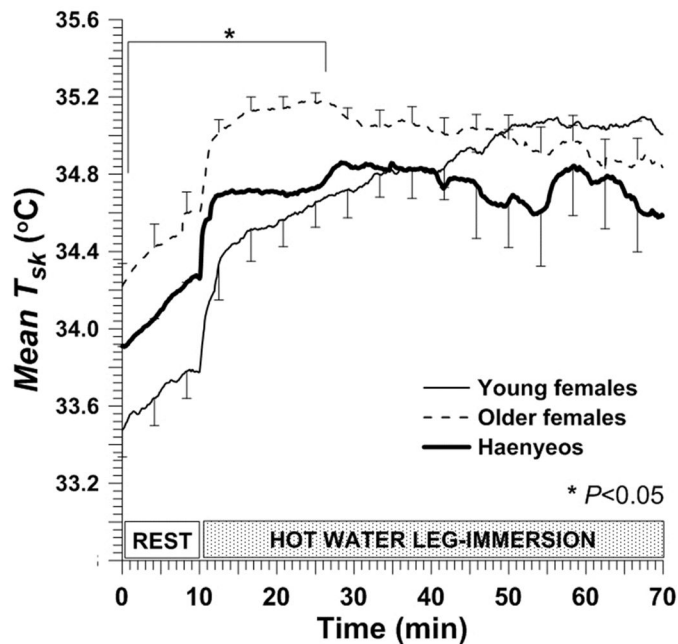 35.6
35.2
34.8
34.4
34.0
33.6
33.2
Mean Tsk (°C)
*
Young females
Older females
Haenyeos
* P<0.05
REST
HOT WATER LEG-IMMERSION
0 10 20 30 40 50 60 70
Time (min)